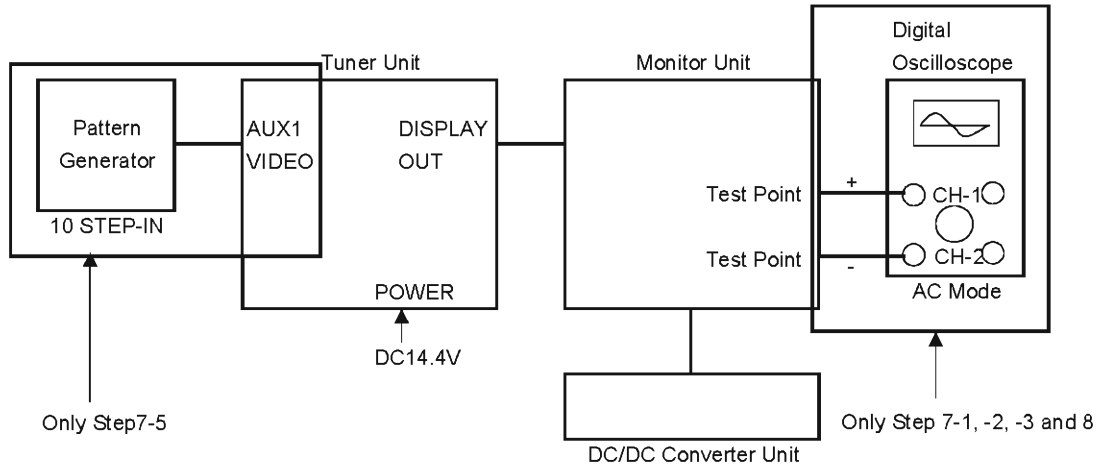 Digital
Oscilloscope
Tuner Unit
Monitor Unit
Pattern
Generator
AUX1
VIDEO
DISPLAY
OUT
10 STEP-IN
Test Point
+
CH-1
Test Point
-
CH-2
AC Mode
POWER
DC14.4V
Only Step7-5
Only Step 7-1, -2, -3 and 8
DC/DC Converter Unit